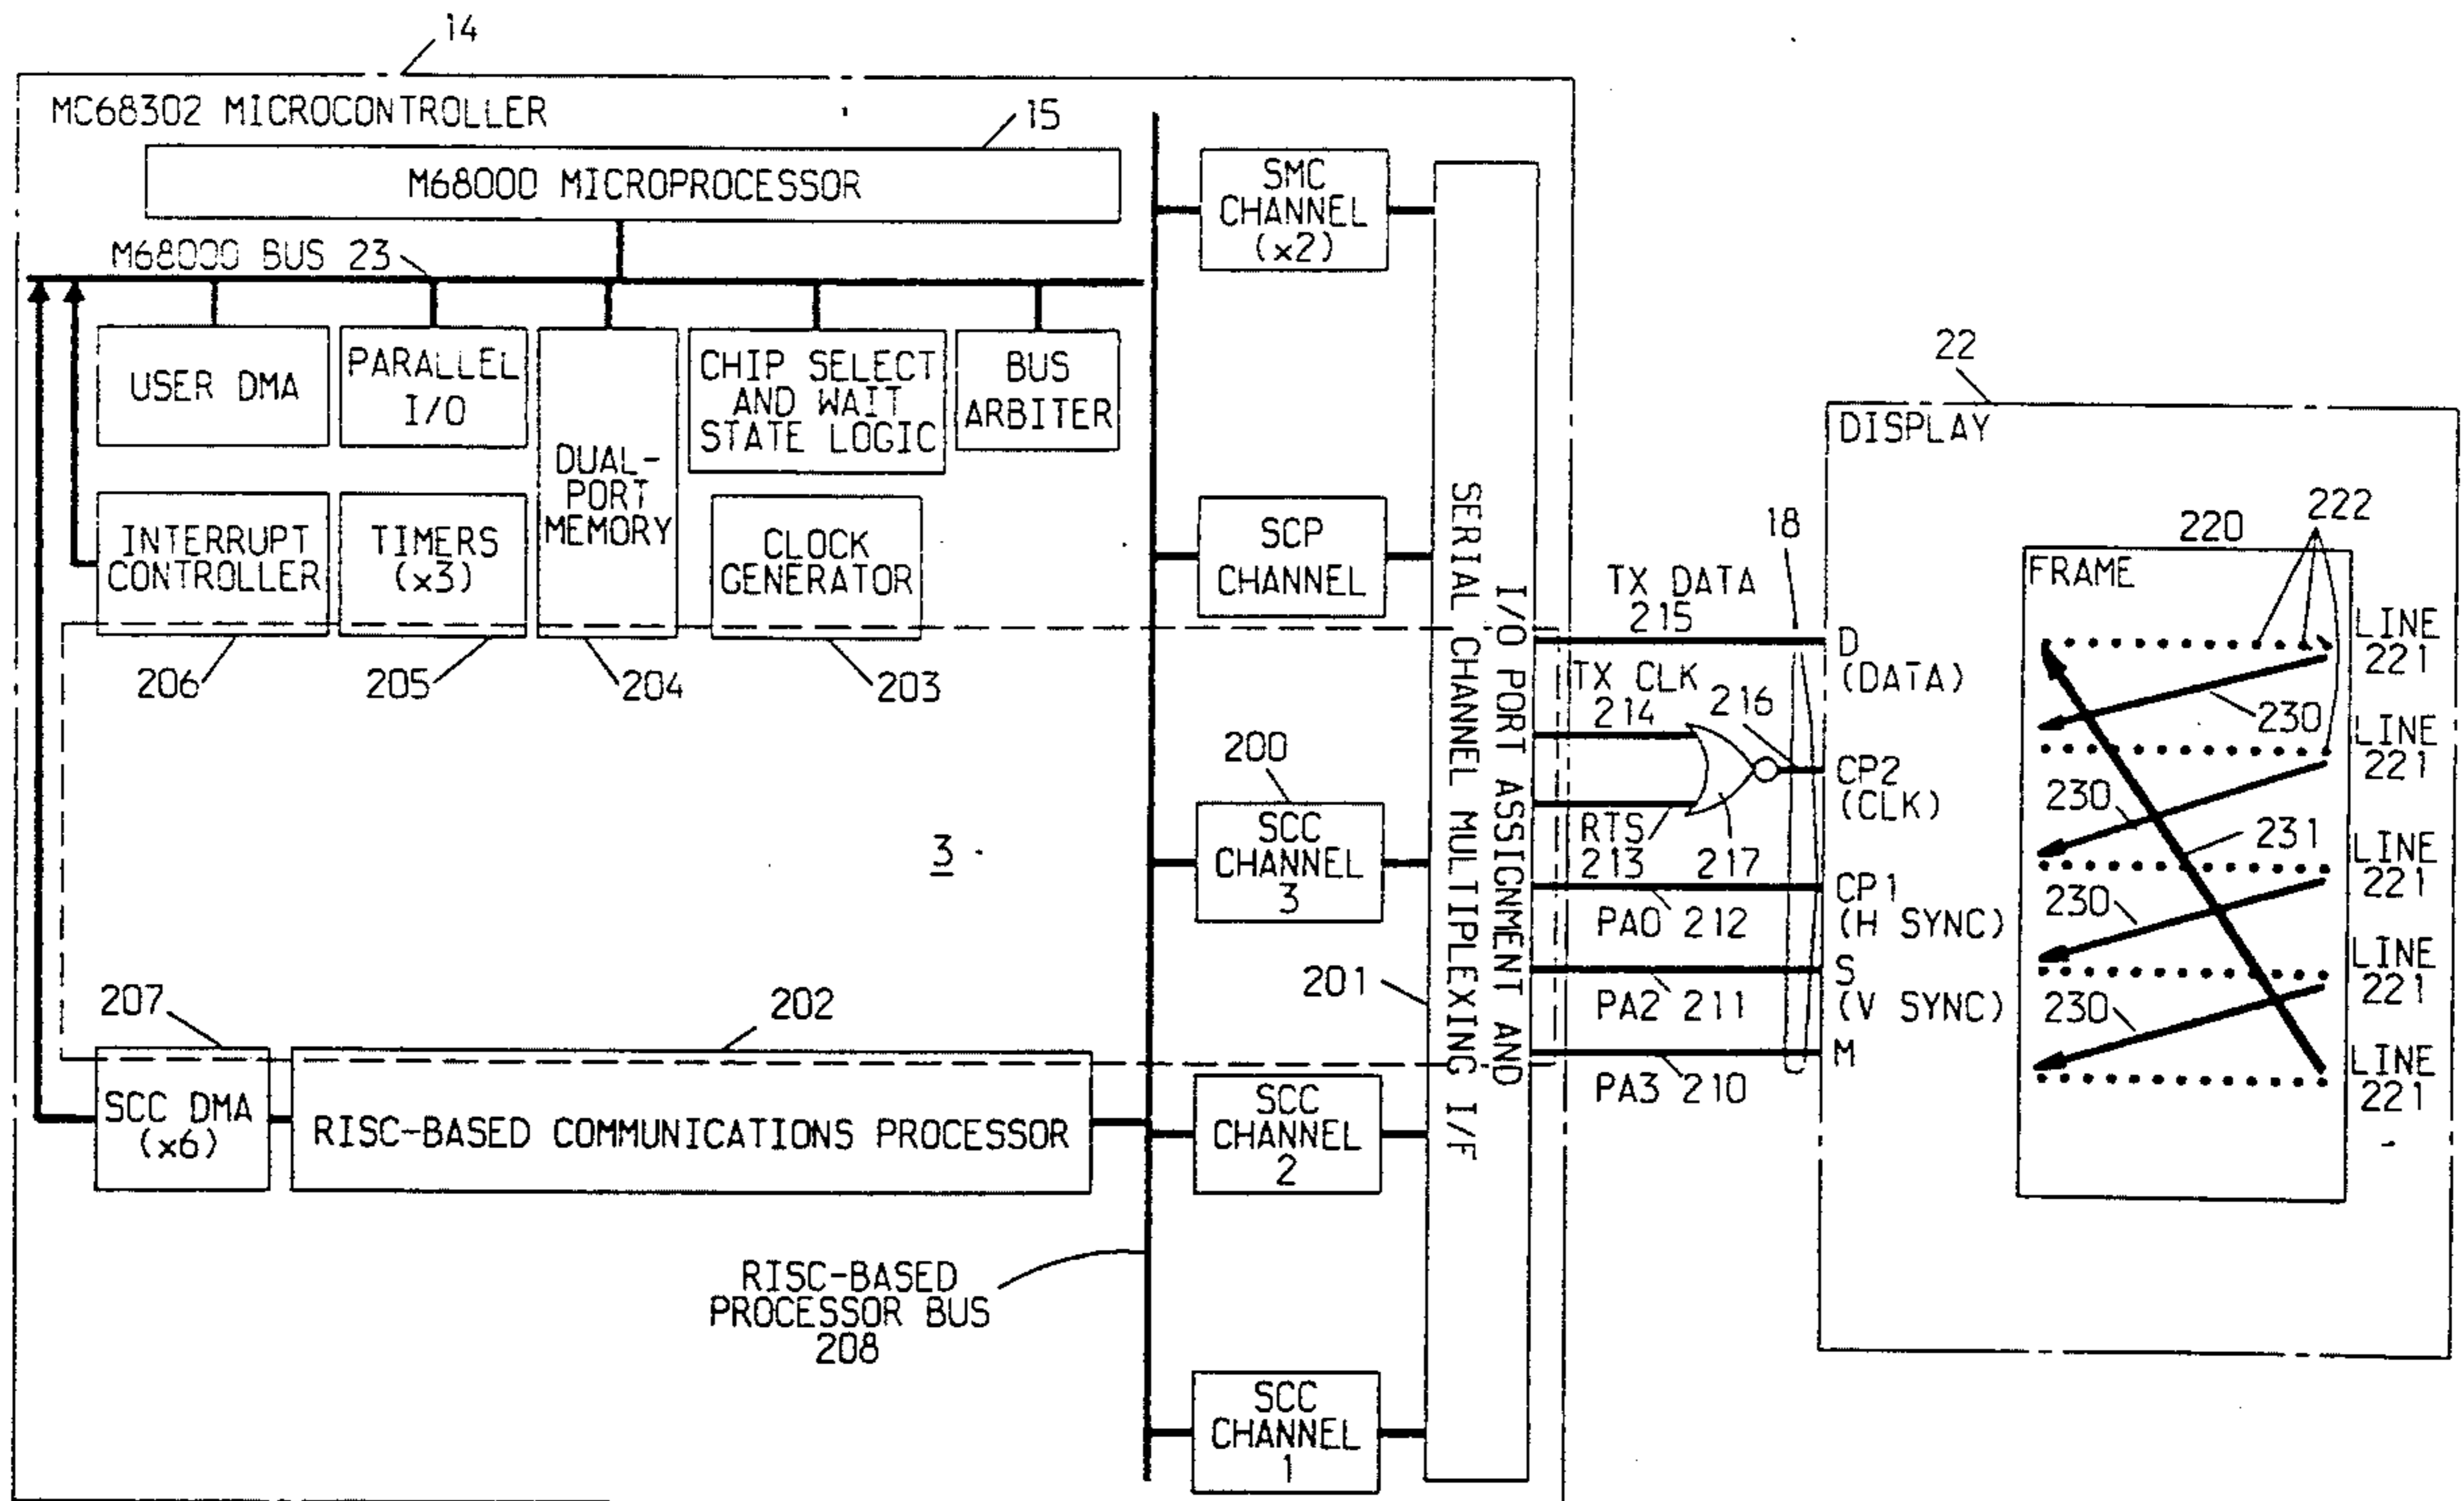 14
MC68302 MICROCONTROLLER
15
M68000 MICROPROCESSOR
M68000 BUS 23
USER DMA
PARALLEL
I/O
DUAL-
PORT
MEMORY
CHIP SELECT
AND WAIT
STATE LOGIC
BUS
ARBITER
INTERRUPT
CONTROLLER
TIMERS
(x3)
CLOCK
GENERATOR
206
205
204
203
3
207
202
SCC DMA
(x6)
RISC-BASED COMMUNICATIONS PROCESSOR
RISC-BASED
PROCESSOR BUS
208
SMC
CHANNEL
(x2)
SCP
CHANNEL
200
SCC
CHANNEL
3
SCC
CHANNEL
2
SCC
CHANNEL
1
201
I/O PORT ASSIGNMENT AND
SERIAL CHANNEL MULTIPLEXING I/F
TX DATA
215
TX CLK
214
216
RTS
213
217
PA0 212
PA2 211
PA3 210
18
22
DISPLAY
D
(DATA)
CP2
(CLK)
CP1
(H SYNC)
S
(V SYNC)
M
220
222
FRAME
LINE
221
230
LINE
221
230
231
LINE
221
230
LINE
221
230
LINE
221